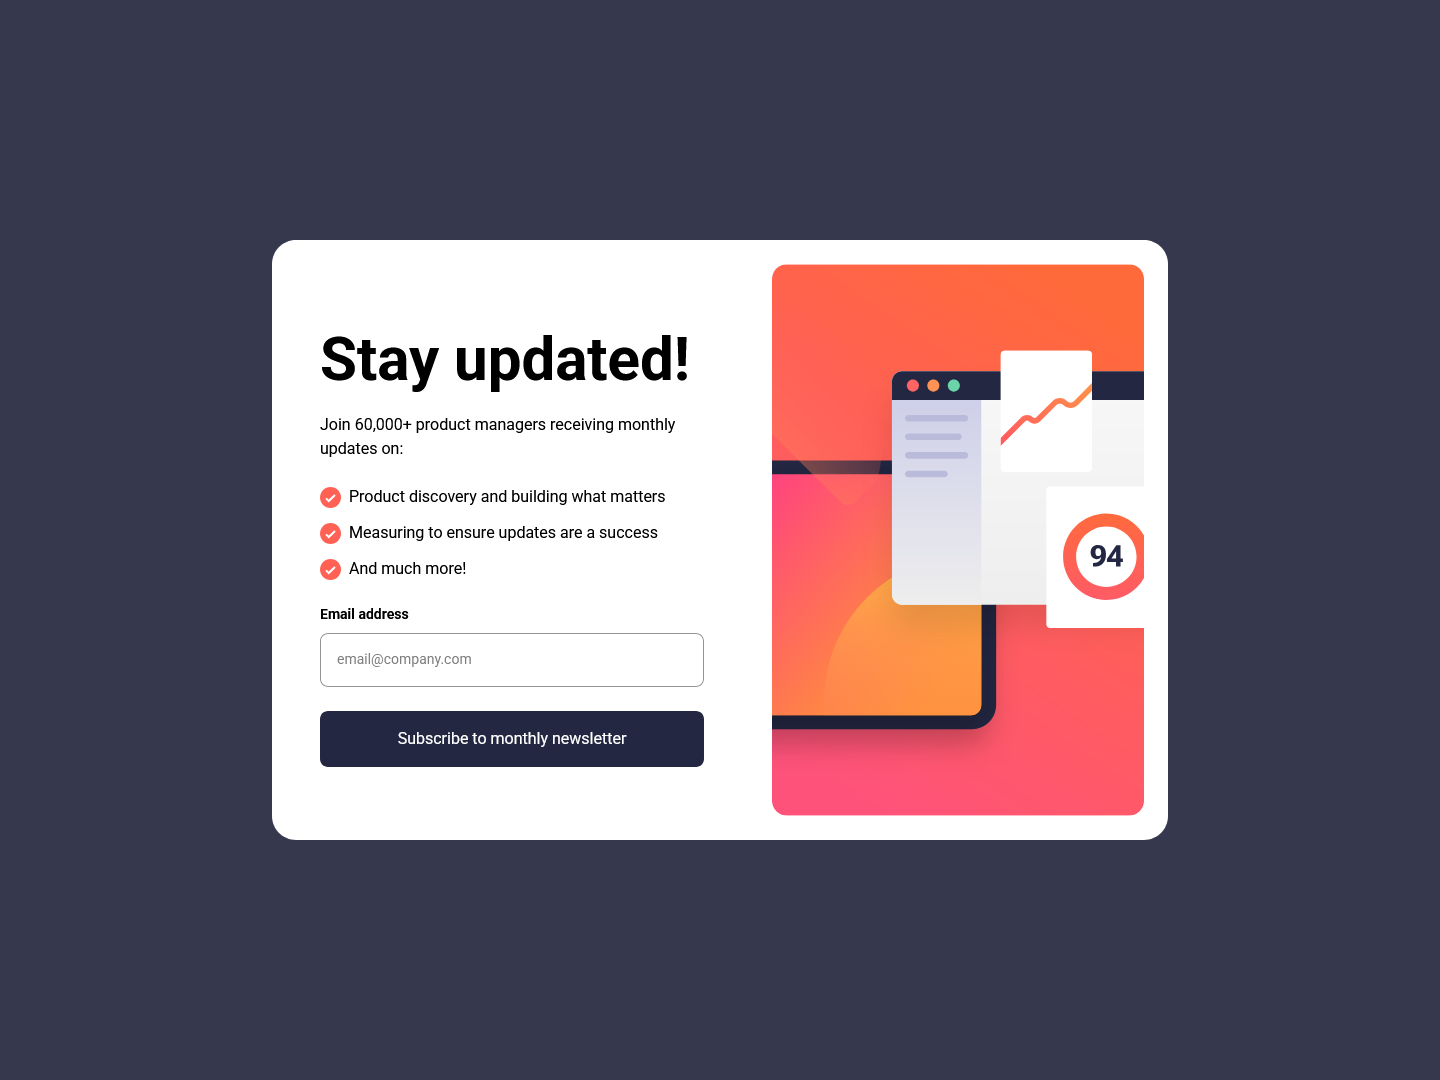 Stay updated!
Join 60,000+ product managers receiving monthly
updates on:
Product discovery and building what matters
Measuring to ensure updates are a success
And much more!
Email address
email@company.com
Subscribe to monthly newsletter
94